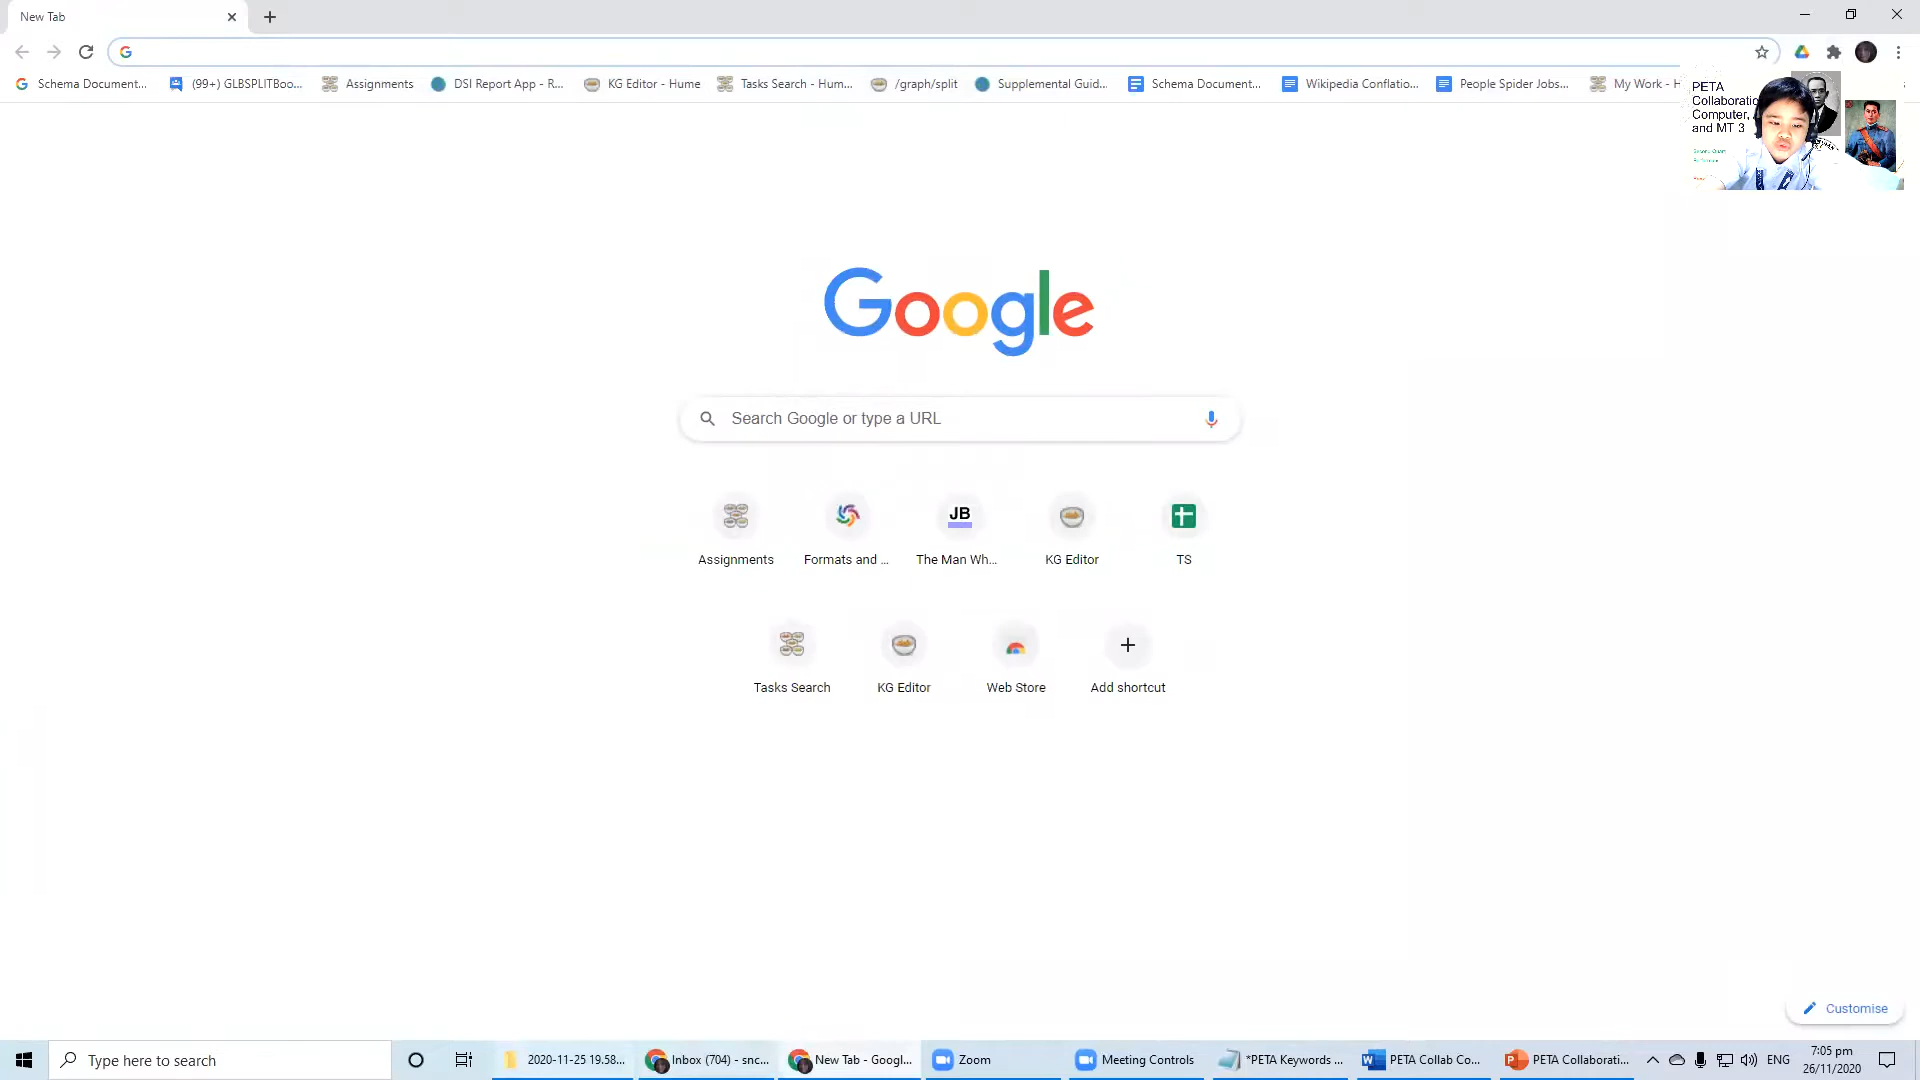 New Tab
Schema Document...
(99+) GLBSPLITBoo...
Assignments
DSI Report App - R...
KG Editor - Hume
Tasks Search - Hum...
/graph/split
Supplemental Guid...
Schema Document...
Wikipedia Conflatio...
People Spider Jobs...
My Work - H
PETA
Collaboratio
Computer,
and MT 3
Google
Search Google or type a URL
JB
Assignments
Formats and ...
The Man Wh...
KG Editor
TS
Tasks Search
KG Editor
Web Store
Add shortcut
Customise
Type here to search
2020-11-25 19.58...
Inbox (704) - snc...
New Tab - Googl...
Zoom
Meeting Controls
*PETA Keywords ...
PETA Collab Co...
PETA Collaborati...
ENG
7:05 pm
26/11/2020